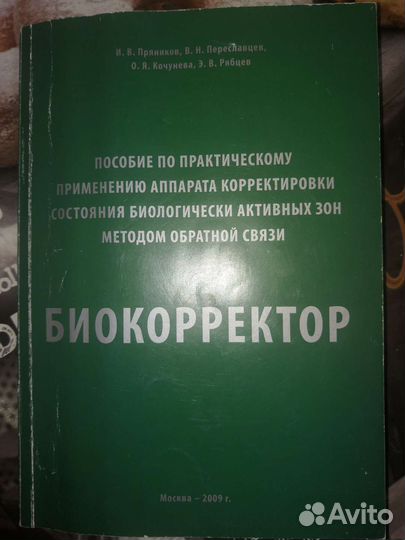 И. В. Пряников, В. Н. Переславцев,
О. Я. Кочунева, Э. В. Рябцев
ПОСОБИЕ ПО ПРАКТИЧЕСКОМУ
ПРИМЕНЕНИЮ АППАРАТА КОРРЕКТИРОВКИ
СОСТОЯНИЯ БИОЛОГИЧЕСКИ АКТИВНЫХ ЗОН
МЕТОДОМ ОБРАТНОЙ СВЯЗИ
БИОКОРРЕКТОР
Москва – 2009 г.
Avito